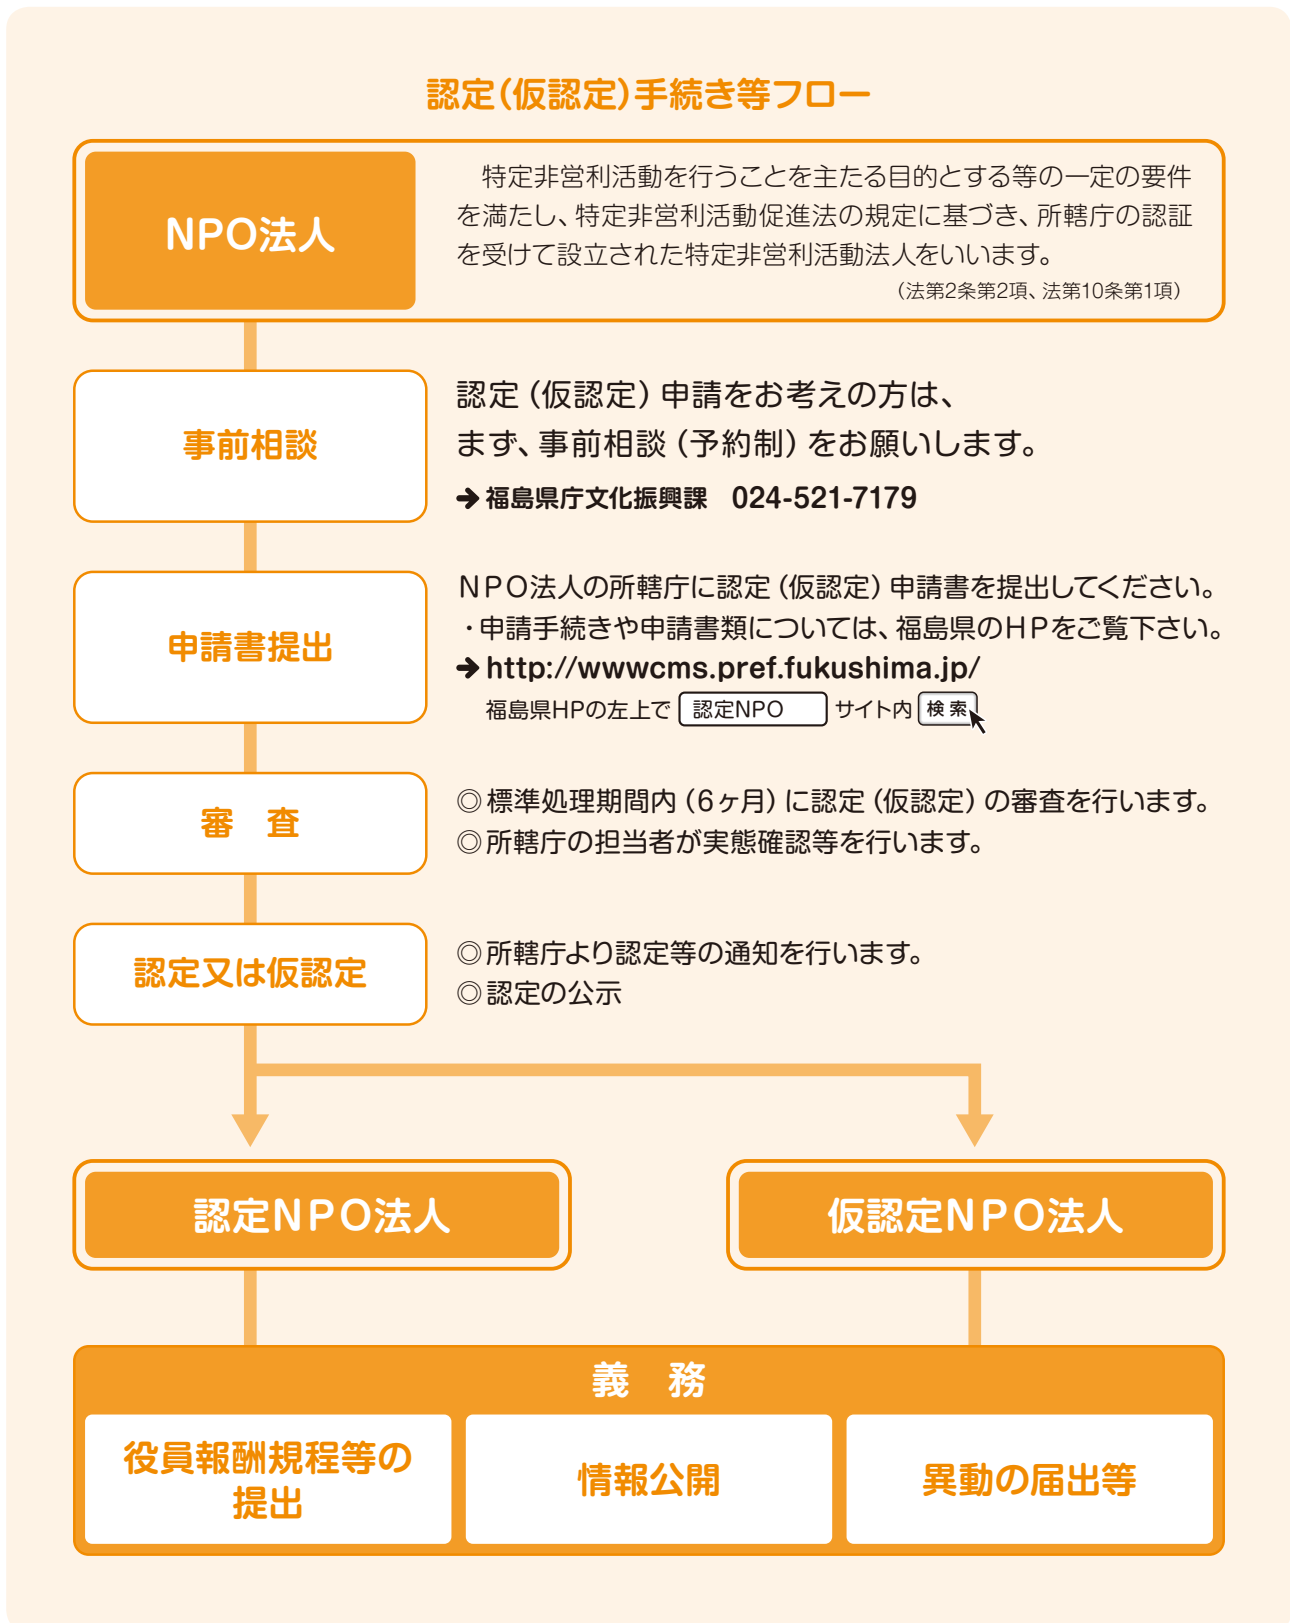 認定(仮認定)手続き等フロー
NPO法人
特定非営利活動を行うことを主たる目的とする等の一定の要件
を満たし、特定非営利活動促進法の規定に基づき、所轄庁の認証
を受けて設立された特定非営利活動法人をいいます。
(法第2条第2項、法第10条第1項)
事前相談
認定(仮認定)申請をお考えの方は、
まず、事前相談(予約制)をお願いします。
➔福島県庁文化振興課 024-521-7179
申請書提出
NPO法人の所轄庁に認定(仮認定)申請書を提出してください。
・申請手続きや申請書類については、福島県のHPをご覧下さい。
➔http://wwwcms.pref.fukushima.jp/
福島県HPの左上で 認定NPO サイト内 検索
審 査
◎標準処理期間内(6ヶ月)に認定(仮認定)の審査を行います。
◎所轄庁の担当者が実態確認等を行います。
認定又は仮認定
◎所轄庁より認定等の通知を行います。
◎認定の公示
認定NPO法人
仮認定NPO法人
義 務
役員報酬規程等の
提出
情報公開
異動の届出等